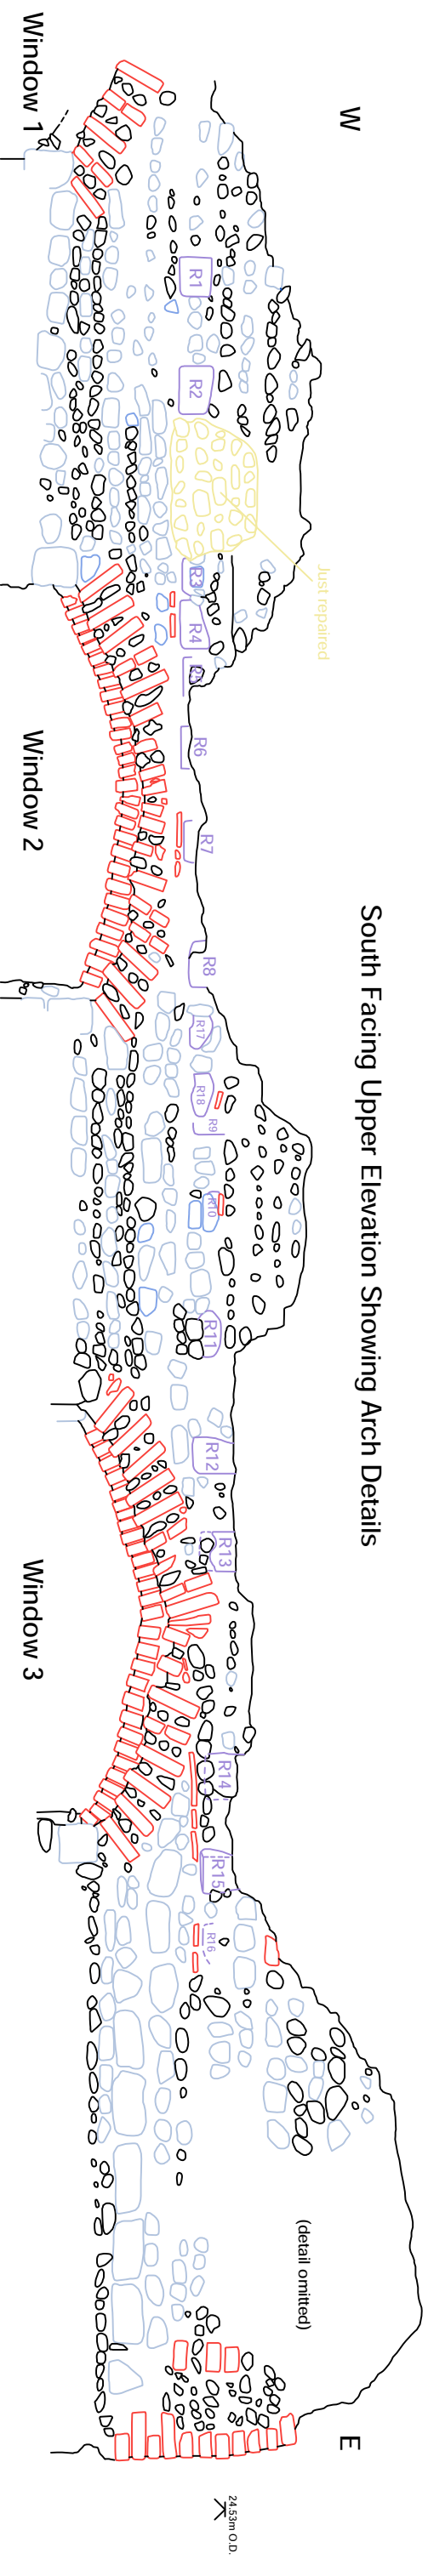 South Facing Upper Elevation Showing Arch Details
W
E
Just repaired
(detail omitted)
R1
R2
R3
R4
R5
R6
R7
R8
R17
R18
R9
R10
R11
R12
R13
R14
R15
R16
24.53m O.D.
Window 1
Window 2
Window 3